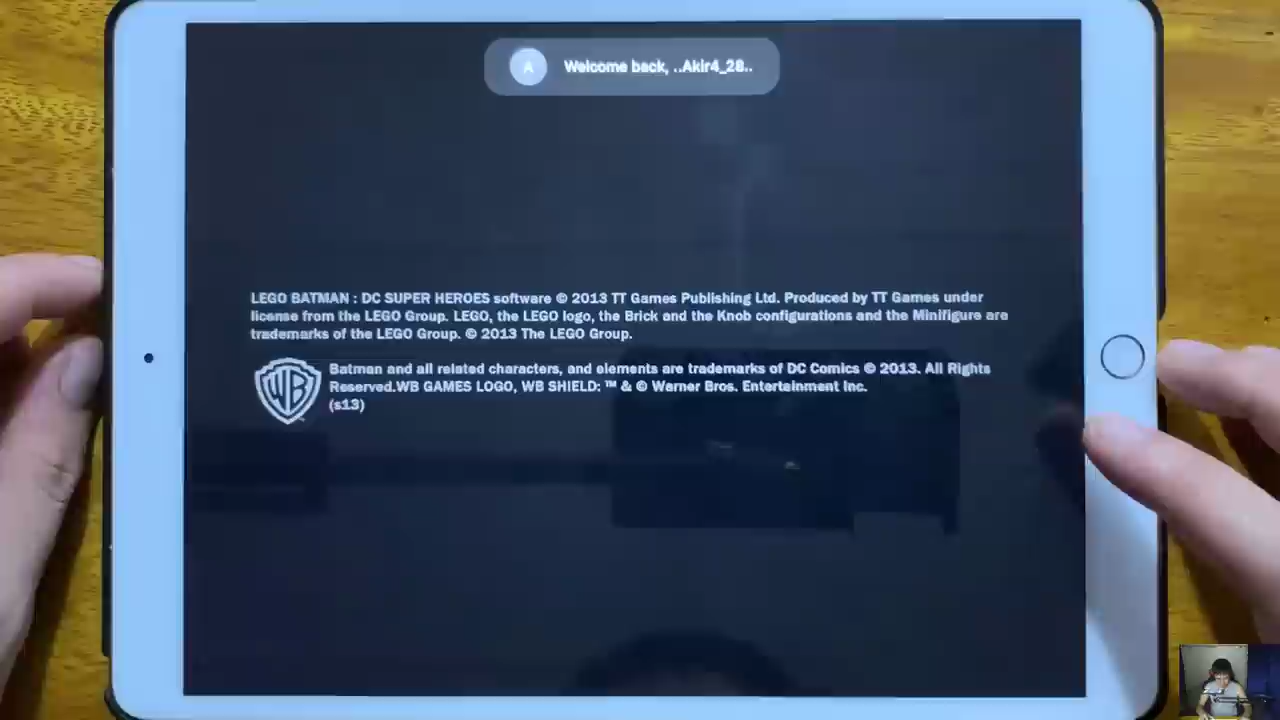 A
Welcome back, ..Akir4_28..
LEGO BATMAN : DC SUPER HEROES software © 2013 TT Games Publishing Ltd. Produced by TT Games under
license from the LEGO Group. LEGO, the LEGO logo, the Brick and the Knob configurations and the Minifigure are
trademarks of the LEGO Group. © 2013 The LEGO Group.
WB
Batman and all related characters, and elements are trademarks of DC Comics © 2013. All Rights
Reserved.WB GAMES LOGO, WB SHIELD: ™ & © Warner Bros. Entertainment Inc.
(s13)